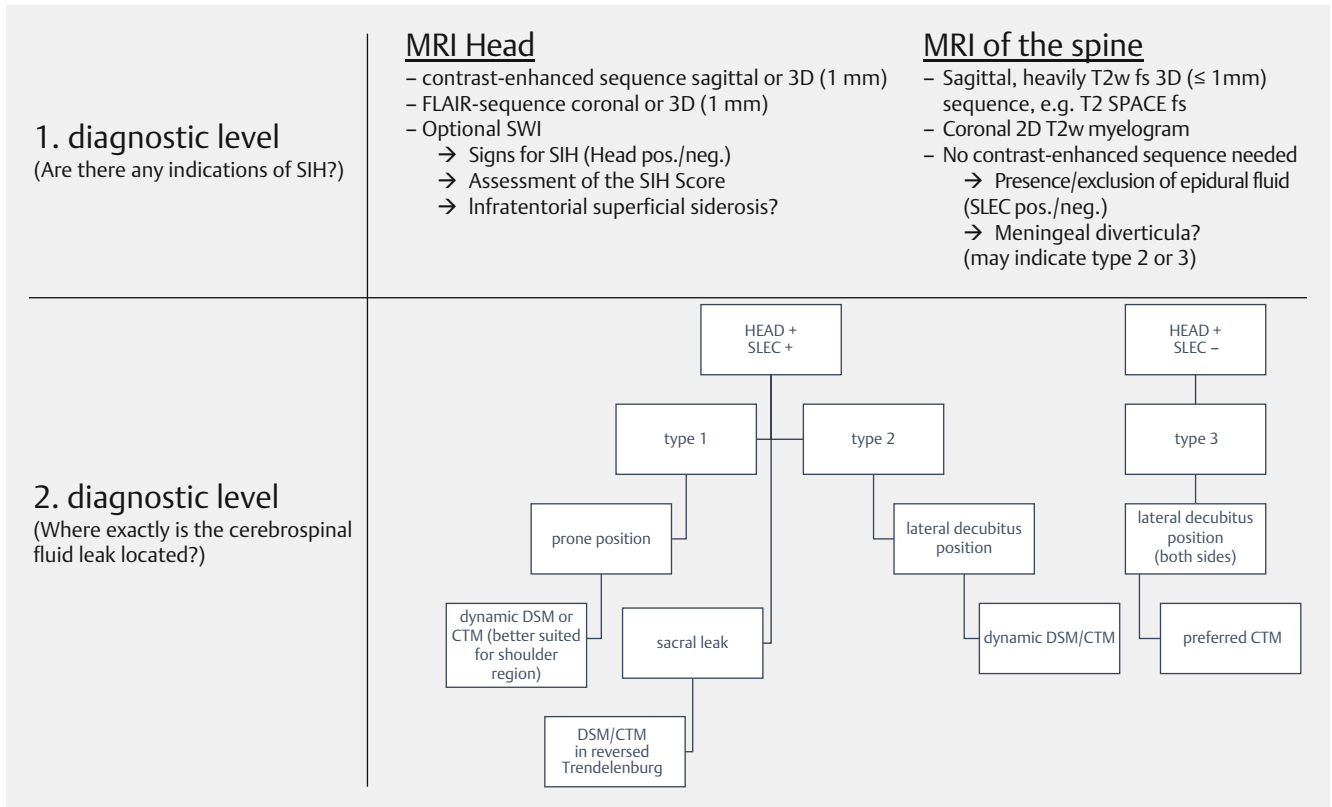 1. diagnostic level
(Are there any indications of SIH?)
MRI Head
– contrast-enhanced sequence sagittal or 3D (1 mm)
– FLAIR-sequence coronal or 3D (1 mm)
– Optional SWI
→ Signs for SIH (Head pos./neg.)
→ Assessment of the SIH Score
→ Infratentorial superficial siderosis?
MRI of the spine
– Sagittal, heavily T2w fs 3D (≤ 1mm)
sequence, e.g. T2 SPACE fs
– Coronal 2D T2w myelogram
– No contrast-enhanced sequence needed
→ Presence/exclusion of epidural fluid
(SLEC pos./neg.)
→ Meningeal diverticula?
(may indicate type 2 or 3)
2. diagnostic level
(Where exactly is the cerebrospinal
fluid leak located?)
HEAD +
SLEC +
type 1
type 2
prone position
lateral decubitus
position
dynamic DSM or
CTM (better suited
for shoulder
region)
sacral leak
dynamic DSM/CTM
DSM/CTM
in reversed
Trendelenburg
HEAD +
SLEC –
type 3
lateral decubitus
position
(both sides)
preferred CTM